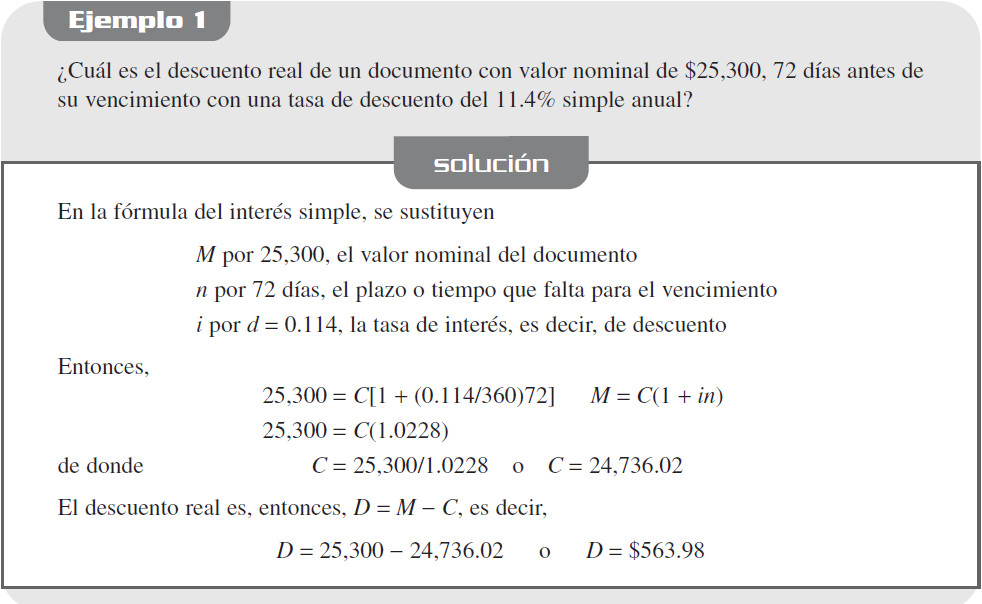 Ejemplo 1
¿Cuál es el descuento real de un documento con valor nominal de $25,300, 72 días antes de
su vencimiento con una tasa de descuento del 11.4% simple anual?
solución
En la fórmula del interés simple, se sustituyen
M por 25,300, el valor nominal del documento
n por 72 días, el plazo o tiempo que falta para el vencimiento
i por d = 0.114, la tasa de interés, es decir, de descuento
Entonces,
25,300 = C[1 + (0.114/360)72] M = C(1 + in)
25,300 = C(1.0228)
de donde C = 25,300/1.0228 o C = 24,736.02
El descuento real es, entonces, D = M − C, es decir,
D = 25,300 − 24,736.02 o D = $563.98